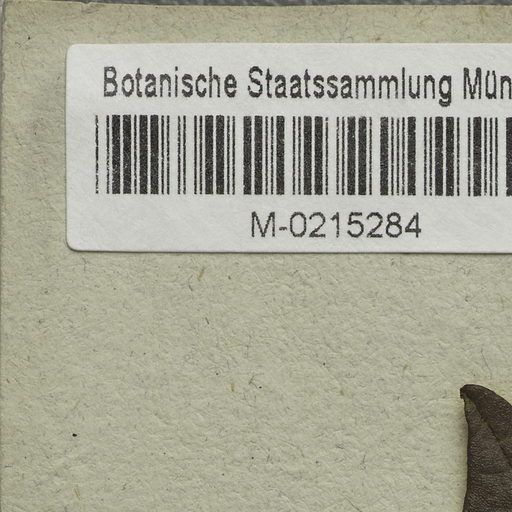 Botanische Staatssammlung Mün
M-0215284